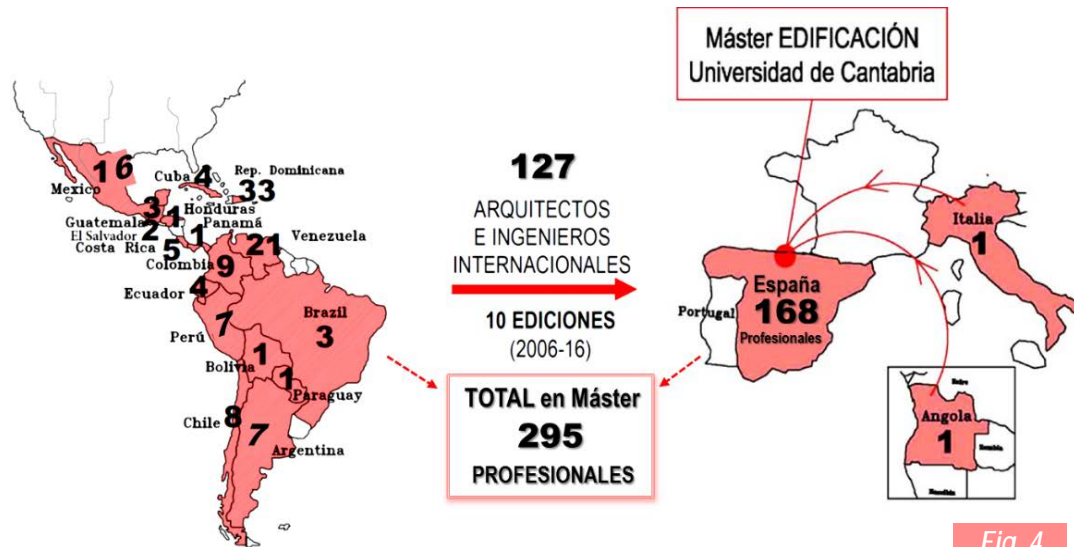 Máster EDIFICACIÓN
Universidad de Cantabria
16
Mexico
Cuba
4
Rep. Dominicana
33
3
Guatemala
1
Honduras
2
El Salvador
Panamá
1
5
Costa Rica
21
Venezuela
Colombia
9
Ecuador
4
Perú
7
Brazil
3
Bolivia
1
1
Paraguay
Chile
8
7
Argentina
127
ARQUITECTOS
E INGENIEROS
INTERNACIONALES
10 EDICIONES
(2006-16)
TOTAL en Máster
295
PROFESIONALES
Italia
1
España
168
Profesionales
Portugal
Angola
1
Namibia
Fig. 4